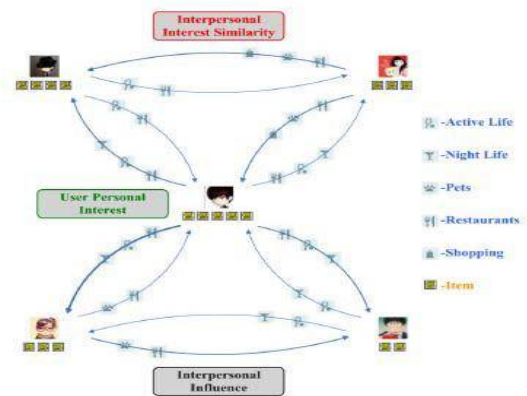 Interpersonal
Interest Similarity
-Active Life
-Night Life
-Pets
User Personal
Interest
-Restaurants
-Shopping
-Item
Interpersonal
Influence